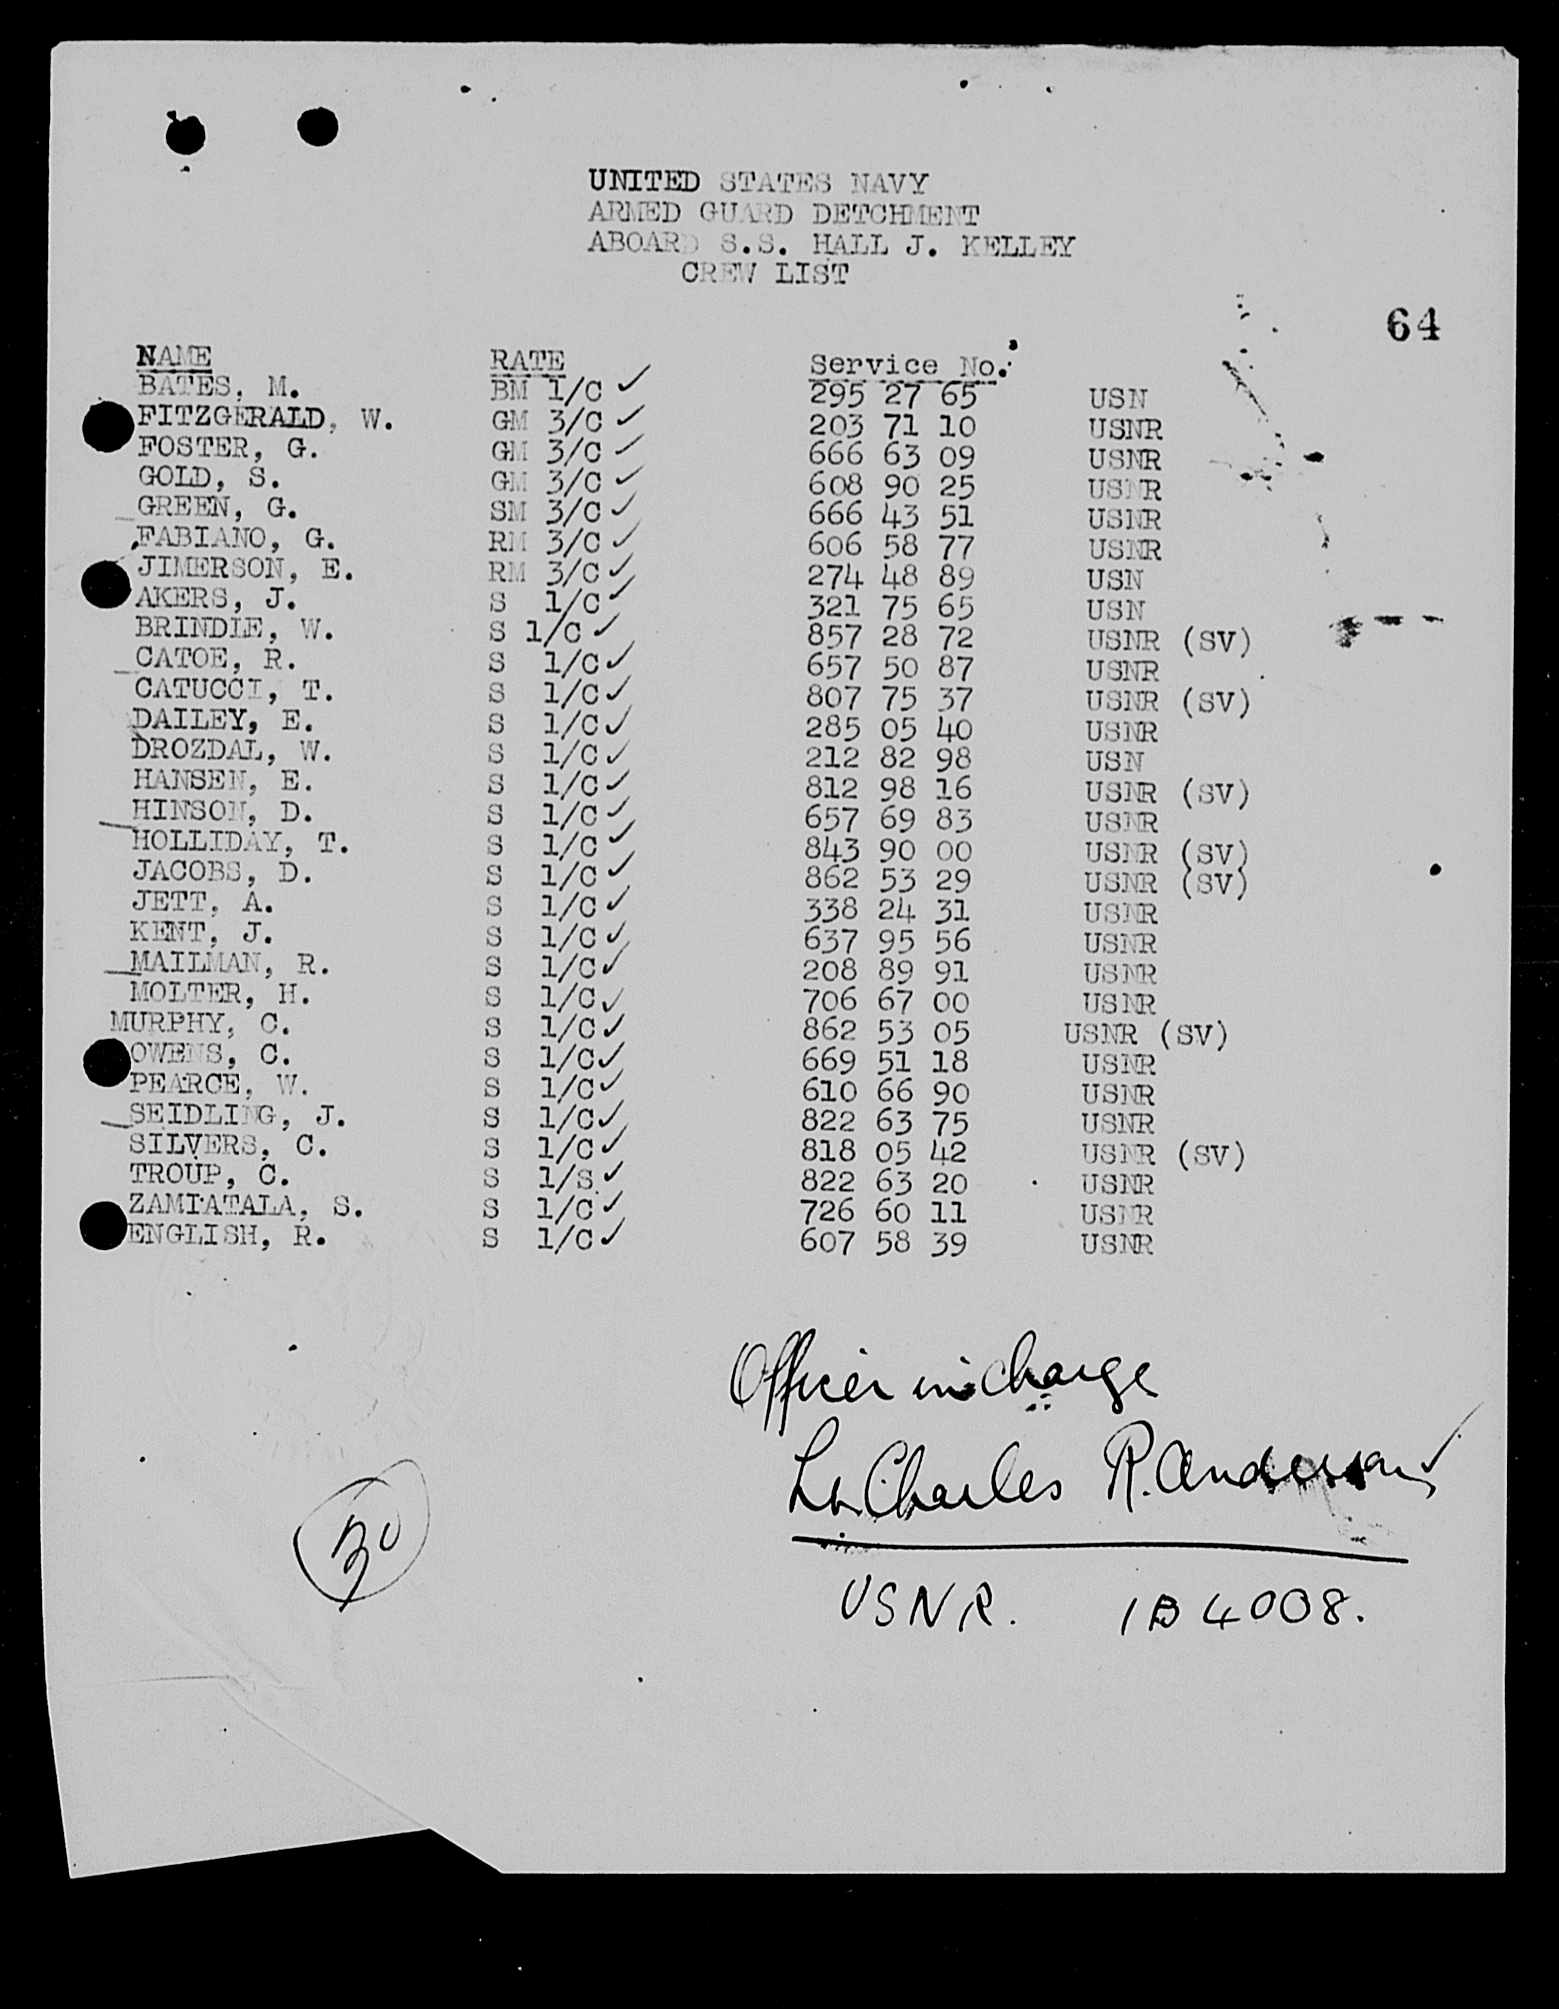 UNITED STATES NAVY
ARMED GUARD DETCHMENT
ABOARD S.S. HALL J. KELLEY
CREW LIST
64
NAME RATE Service No.
BATES, M. BM 1/C ✓ 295 27 65 USN
FITZGERALD, W. GM 3/C ✓ 203 71 10 USNR
FOSTER, G. GM 3/C ✓ 666 63 09 USNR
GOLD, S. GM 3/C ✓ 608 90 25 USNR
GREEN, G. SM 3/C ✓ 666 43 51 USNR
FABIANO, G. RM 3/C ✓ 606 58 77 USNR
JIMERSON, E. RM 3/C ✓ 274 48 89 USN
AKERS, J. S 1/C ✓ 321 75 65 USN
BRINDLE, W. S 1/C ✓ 857 28 72 USNR (SV)
CATOE, R. S 1/C ✓ 657 50 87 USNR
CATUCCI, T. S 1/C ✓ 807 75 37 USNR (SV)
DAILEY, E. S 1/C ✓ 285 05 40 USNR
DROZDAL, W. S 1/C ✓ 212 82 98 USN
HANSEN, E. S 1/C ✓ 812 98 16 USNR (SV)
HINSON, D. S 1/C ✓ 657 69 83 USNR
HOLLIDAY, T. S 1/C ✓ 843 90 00 USNR (SV)
JACOBS, D. S 1/C ✓ 862 53 29 USNR (SV)
JETT, A. S 1/C ✓ 338 24 31 USNR
KENT, J. S 1/C ✓ 637 95 56 USNR
MAILMAN, R. S 1/C ✓ 208 89 91 USNR
MOLTER, H. S 1/C ✓ 706 67 00 USNR
MURPHY, C. S 1/C ✓ 862 53 05 USNR (SV)
OWENS, C. S 1/C ✓ 669 51 18 USNR
PEARCE, W. S 1/C ✓ 610 66 90 USNR
SEIDLING, J. S 1/C ✓ 822 63 75 USNR
SILVERS, C. S 1/C ✓ 818 05 42 USNR (SV)
TROUP, C. S 1/S ✓ 822 63 20 USNR
ZAMIATALA, S. S 1/C ✓ 726 60 11 USNR
ENGLISH, R. S 1/C ✓ 607 58 39 USNR
Officer in Charge
Charles R. Anderson ✓
30
USNR. 184008.